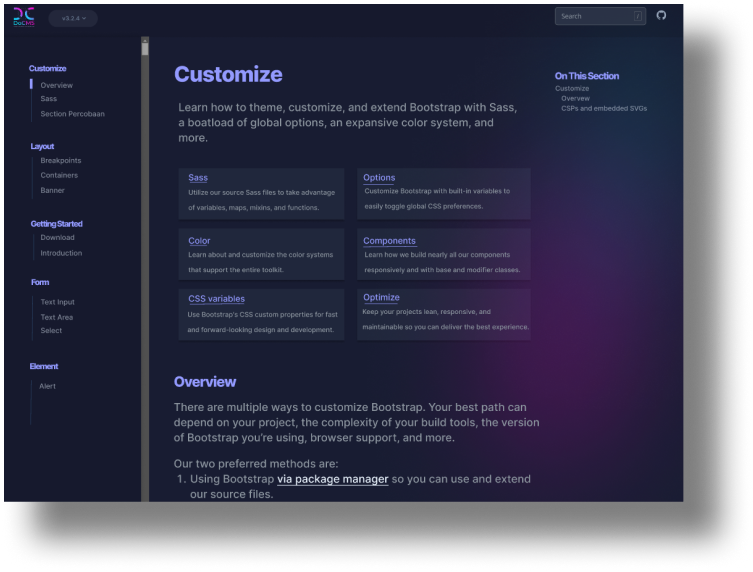 DoCHIS
v3.2.4
Search
/
Customize
Overview
Sass
Section Percobaan
Layout
Breakpoints
Containers
Banner
Getting Started
Download
Introduction
Form
Text Input
Text Area
Select
Element
Alert
Customize
Learn how to theme, customize, and extend Bootstrap with Sass,
a boatload of global options, an expansive color system, and
more.
Sass
Utilize our source Sass files to take advantage
of variables, maps, mixins, and functions.
Options
Customize Bootstrap with built-in variables to
easily toggle global CSS preferences.
Color
Learn about and customize the color systems
that support the entire toolkit.
Components
Learn how we build nearly all our components
responsively and with base and modifier classes.
CSS variables
Use Bootstrap's CSS custom properties for fast
and forward-looking design and development.
Optimize
Keep your projects lean, responsive, and
maintainable so you can deliver the best experience.
Overview
There are multiple ways to customize Bootstrap. Your best path can
depend on your project, the complexity of your build tools, the version
of Bootstrap you're using, browser support, and more.
Our two preferred methods are:
1. Using Bootstrap via package manager so you can use and extend
our source files.
On This Section
Customize
Overvew
CSPs and embedded SVGs